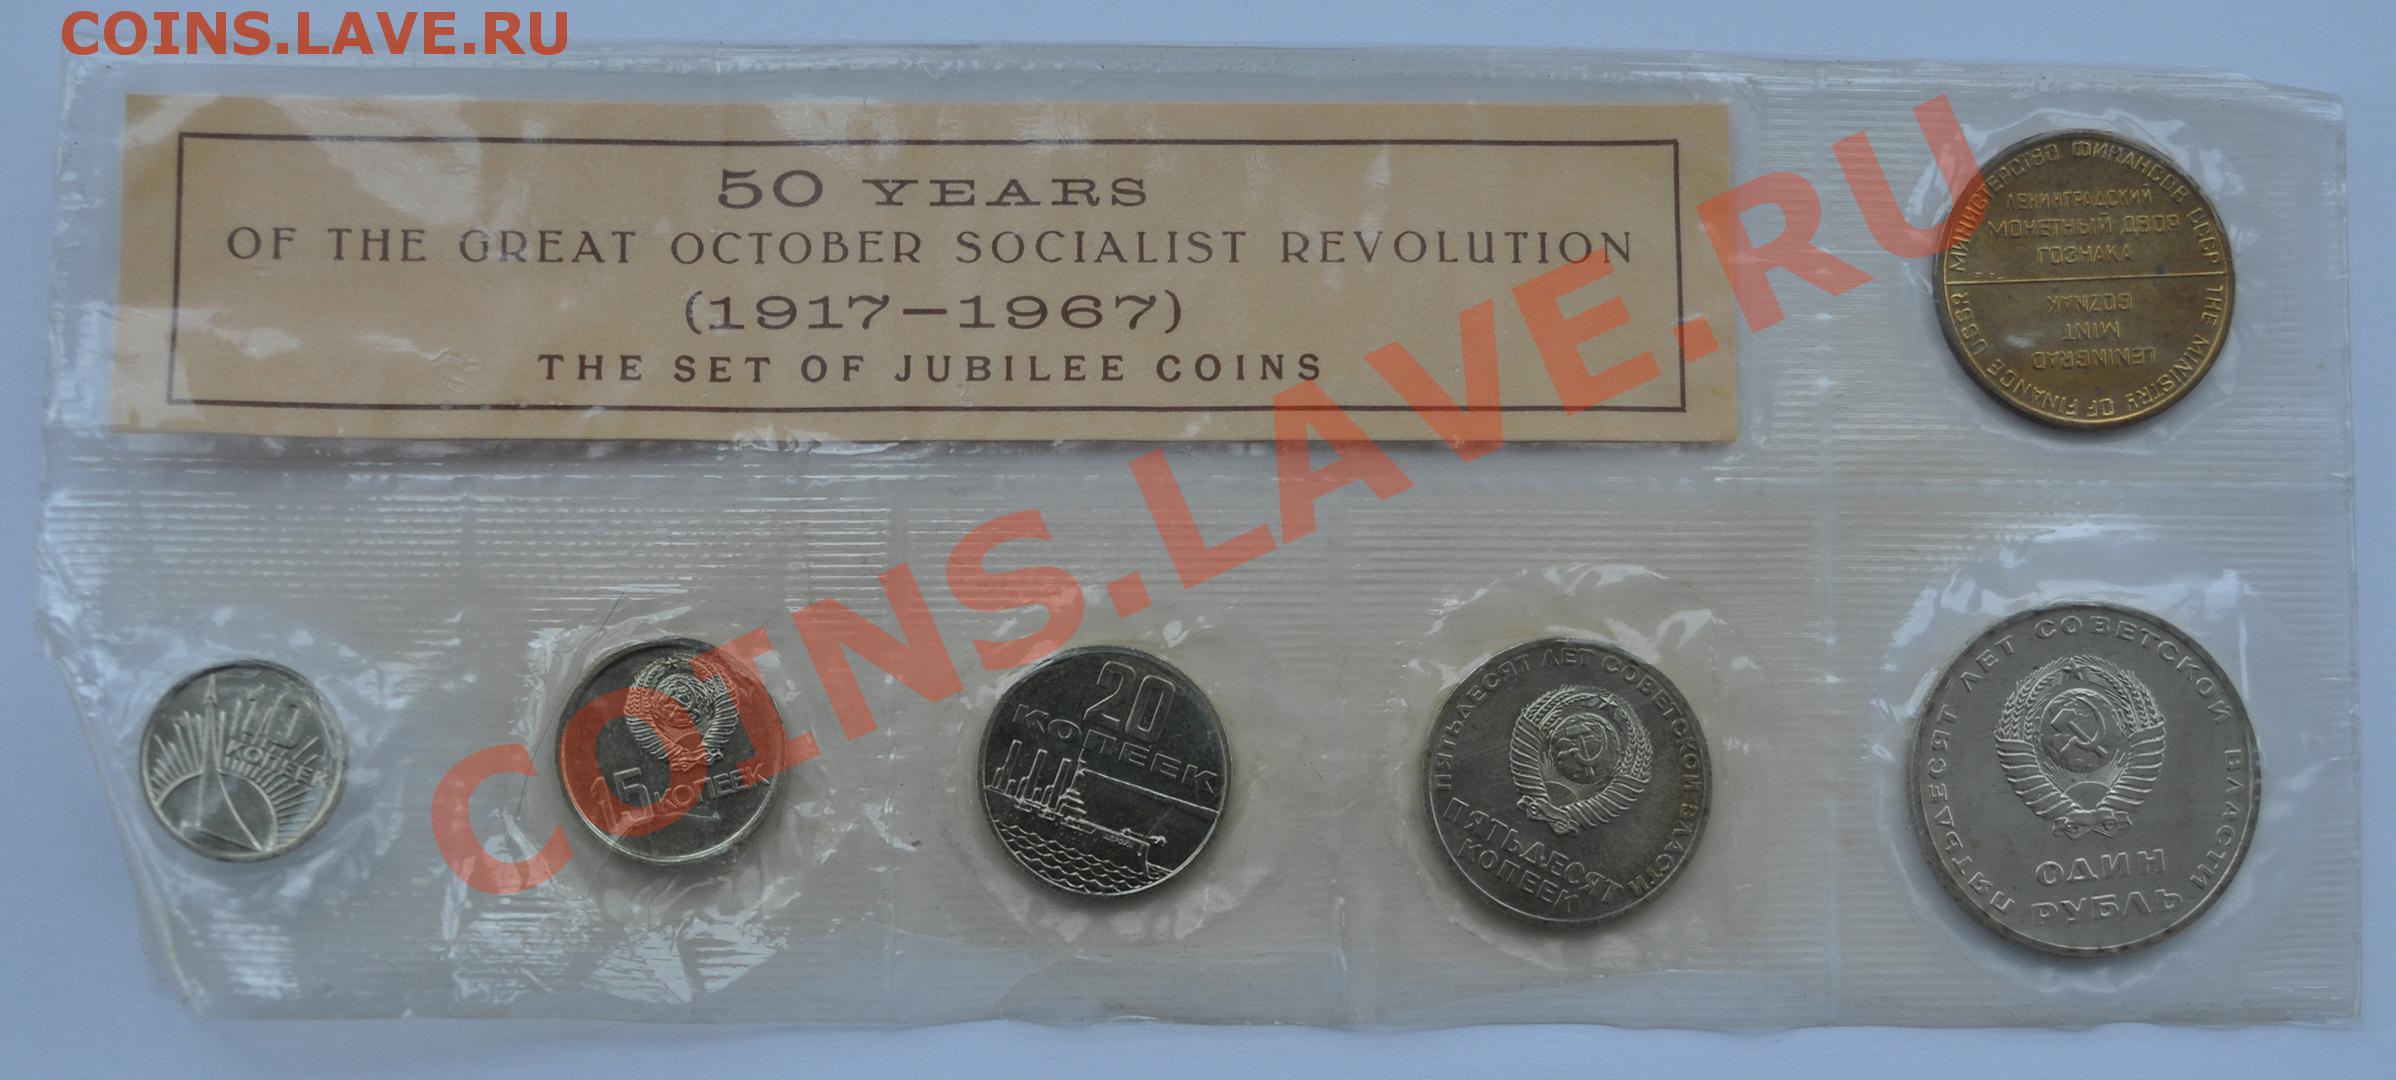 COINS.LAVE.RU
50 YEARS
OF THE GREAT OCTOBER SOCIALIST REVOLUTION
(1917–1967)
THE SET OF JUBILEE COINS
МИНИСТЕРСТВО ФИНАНСОВ СССР
ЛЕНИНГРАДСКИЙ
МОНЕТНЫЙ ДВОР
ГОЗНАКА
THE MINISTRY OF FINANCE USSR
LENINGRAD
MINT
GOZNAK
COINS.LAVE.RU
10
КОПЕЕК
15 КОПЕЕК
20
КОПЕЕК
ПЯТЬДЕСЯТ ЛЕТ СОВЕТСКОЙ ВЛАСТИ
ПЯТЬДЕСЯТ
КОПЕЕК
ПЯТЬДЕСЯТ ЛЕТ СОВЕТСКОЙ ВЛАСТИ
ОДИН
РУБЛЬ